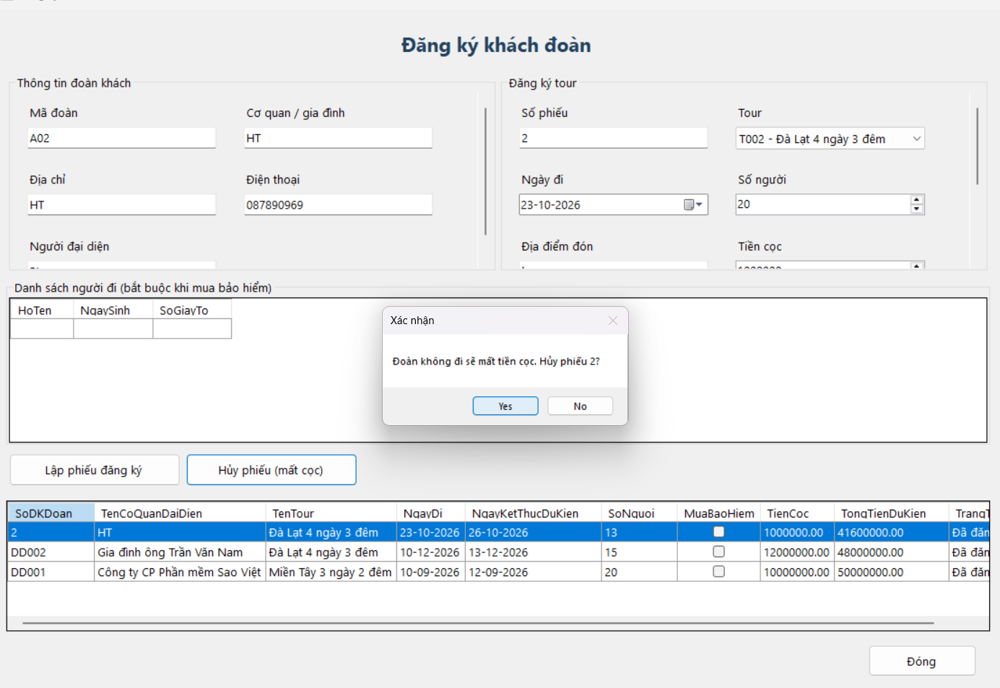 Đăng ký khách đoàn
Thông tin đoàn khách
Mã đoàn
Cơ quan / gia đình
A02
HT
Địa chỉ
Điện thoại
HT
087890969
Người đại diện
Đăng ký tour
Số phiếu
Tour
2
T002 - Đà Lạt 4 ngày 3 đêm
Ngày đi
Số người
23-10-2026
20
Địa điểm đón
Tiền cọc
Danh sách người đi (bắt buộc khi mua bảo hiểm)
HoTen NgaySinh SoGiayTo
Xác nhận
Đoàn không đi sẽ mất tiền cọc. Hủy phiếu 2?
Yes
No
Lập phiếu đăng ký
Hủy phiếu (mất cọc)
SoDKDoan TenCoQuanDaiDien TenTour NgayDi NgayKetThucDuKien SoNguoi MuaBaoHiem TienCoc TongTienDuKien
2 HT Đà Lạt 4 ngày 3 đêm 23-10-2026 26-10-2026 13 1000000.00 41600000.00 Đã đăn
DD002 Gia đình ông Trần Văn Nam Đà Lạt 4 ngày 3 đêm 10-12-2026 13-12-2026 15 12000000.00 48000000.00 Đã đăn
DD001 Công ty CP Phần mềm Sao Việt Miền Tây 3 ngày 2 đêm 10-09-2026 12-09-2026 20 10000000.00 50000000.00 Đã đăn
Đóng